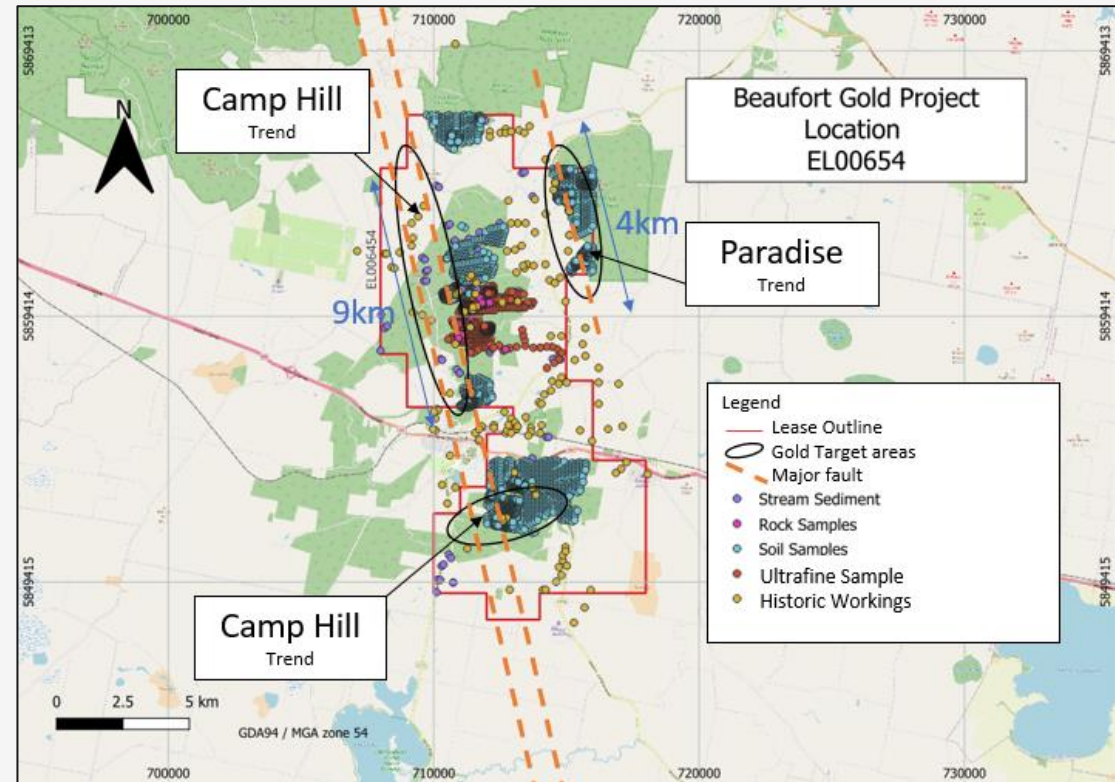 700000
710000
720000
730000
5869413
5869413
Camp Hill
Trend
N
Beaufort Gold Project
Location
EL00654
4km
Paradise
Trend
EL006454
9km
5859414
5859414
Legend
Lease Outline
Gold Target areas
Major fault
Stream Sediment
Rock Samples
Soil Samples
Ultrafine Sample
Historic Workings
5849415
5849415
Camp Hill
Trend
0 2.5 5 km
GDA94 / MGA zone 54
700000
710000
720000
730000